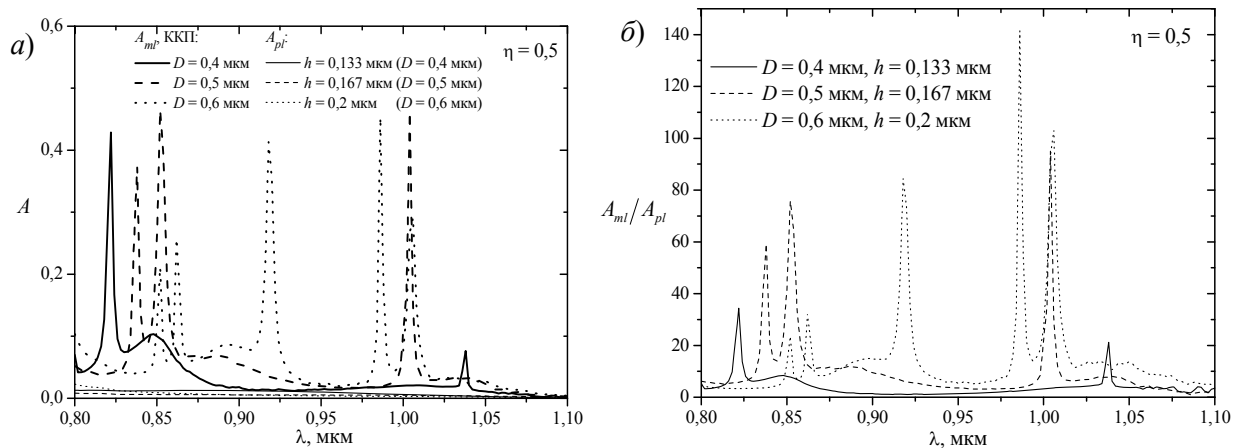 а)
0,6
0,4
A
0,2
0,0
A_ml, ККП:
D = 0,4 мкм
D = 0,5 мкм
D = 0,6 мкм
A_pl:
h = 0,133 мкм (D = 0,4 мкм)
h = 0,167 мкм (D = 0,5 мкм)
h = 0,2 мкм (D = 0,6 мкм)
η = 0,5
0,80 0,85 0,90 0,95 1,00 1,05 1,10
λ, мкм
б)
140
120
100
80
A_ml/A_pl
60
40
20
0
η = 0,5
D = 0,4 мкм, h = 0,133 мкм
D = 0,5 мкм, h = 0,167 мкм
D = 0,6 мкм, h = 0,2 мкм
0,80 0,85 0,90 0,95 1,00 1,05 1,10
λ, мкм